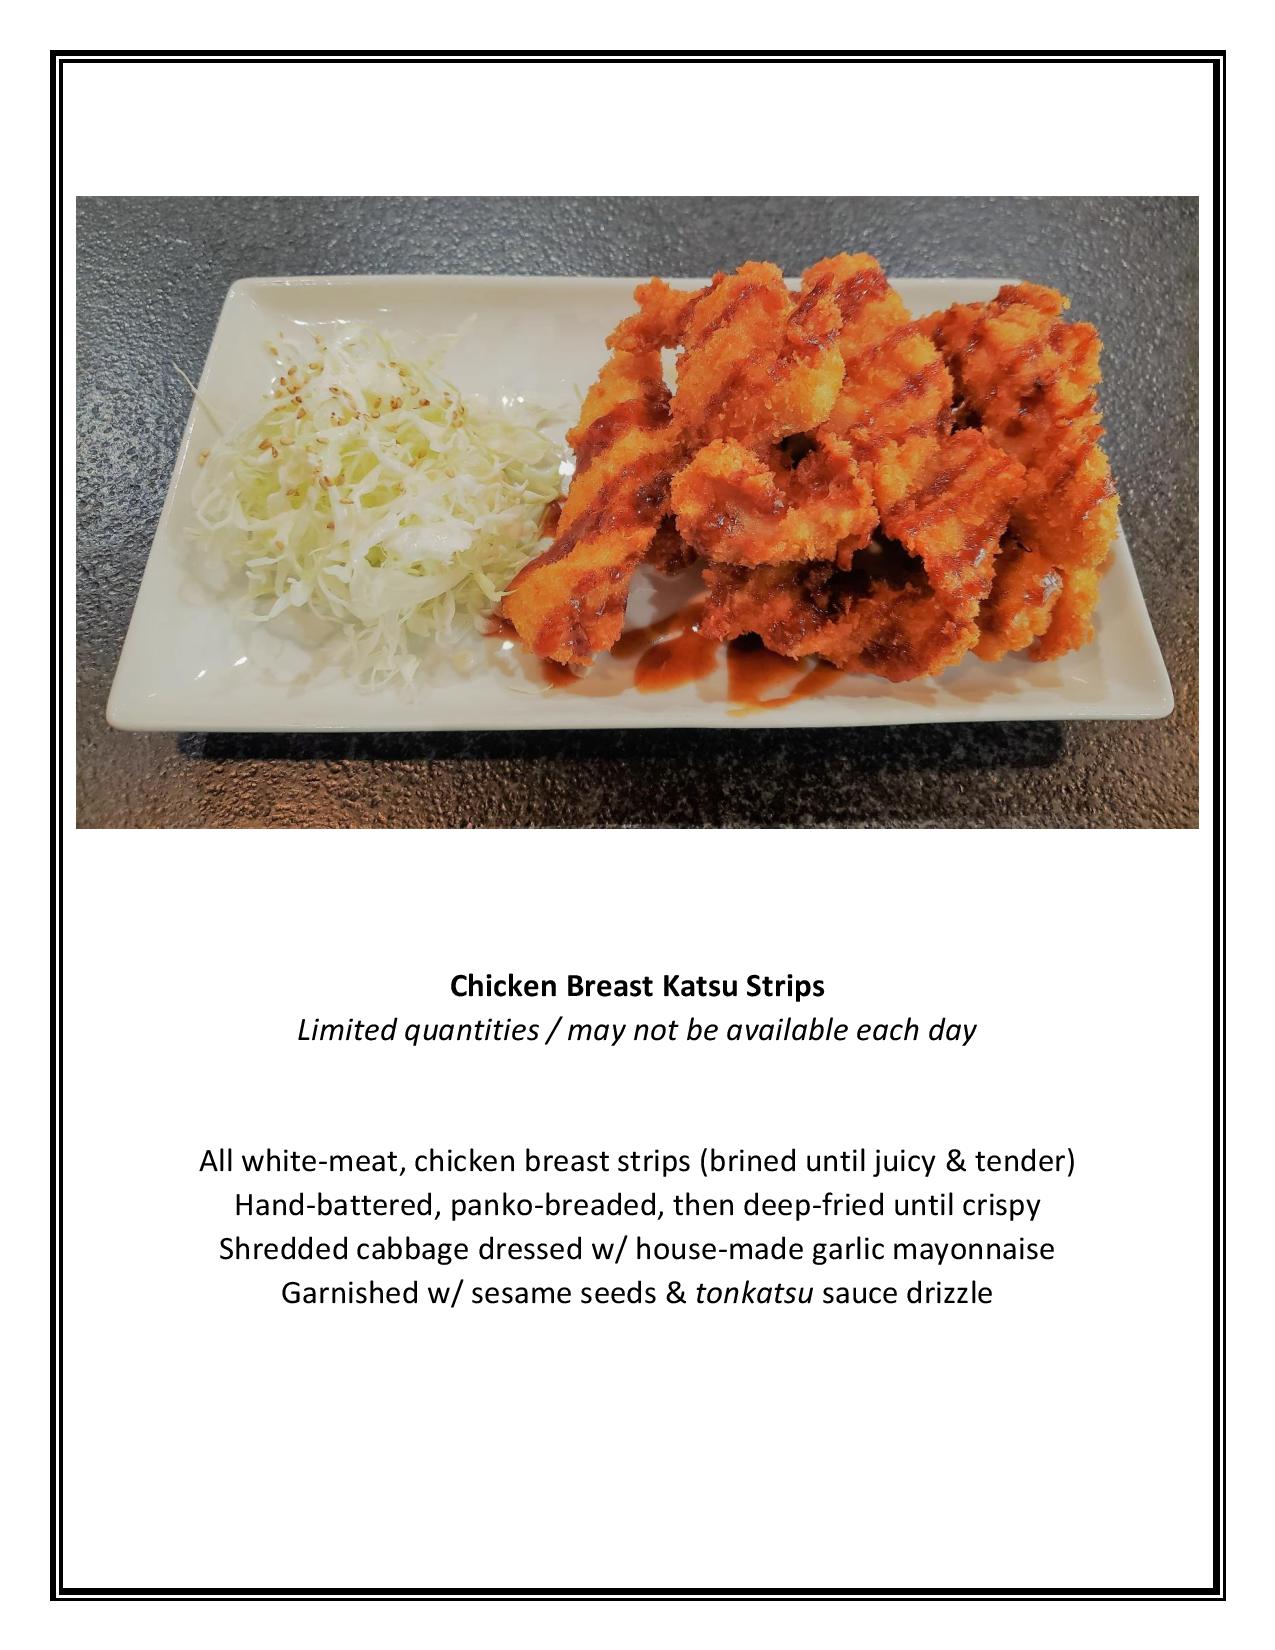 Chicken Breast Katsu Strips
Limited quantities / may not be available each day
All white-meat, chicken breast strips (brined until juicy & tender)
Hand-battered, panko-breaded, then deep-fried until crispy
Shredded cabbage dressed w/ house-made garlic mayonnaise
Garnished w/ sesame seeds & tonkatsu sauce drizzle